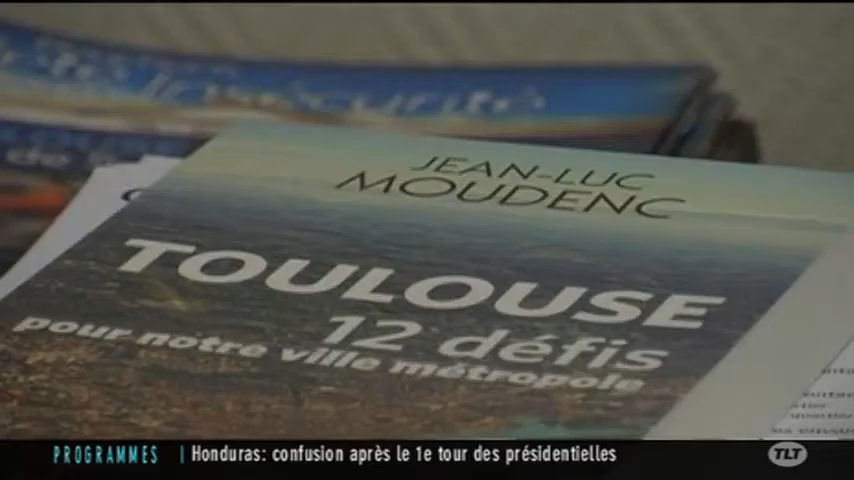 JEAN-LUC
MOUDENC
TOULOUSE
12 défis
pour notre ville métropole
PROGRAMMES
Honduras: confusion après le 1e tour des présidentielles
TLT